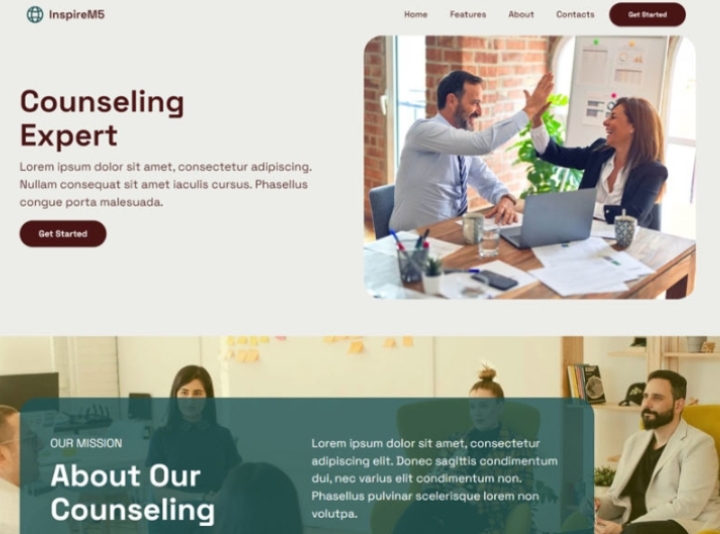 InspireM5
Home Features About Contacts Get Started
Counseling
Expert
Lorem ipsum dolor sit amet, consectetur adipiscing.
Nullam consequat sit amet iaculis cursus. Phasellus
congue porta malesuada.
Get Started
OUR MISSION
About Our
Counseling
Lorem ipsum dolor sit amet, consectetur
adipiscing elit. Donec sagittis condimentum
dui, nec varius elit condimentum non.
Phasellus pulvinar scelerisque lorem non
volutpa.